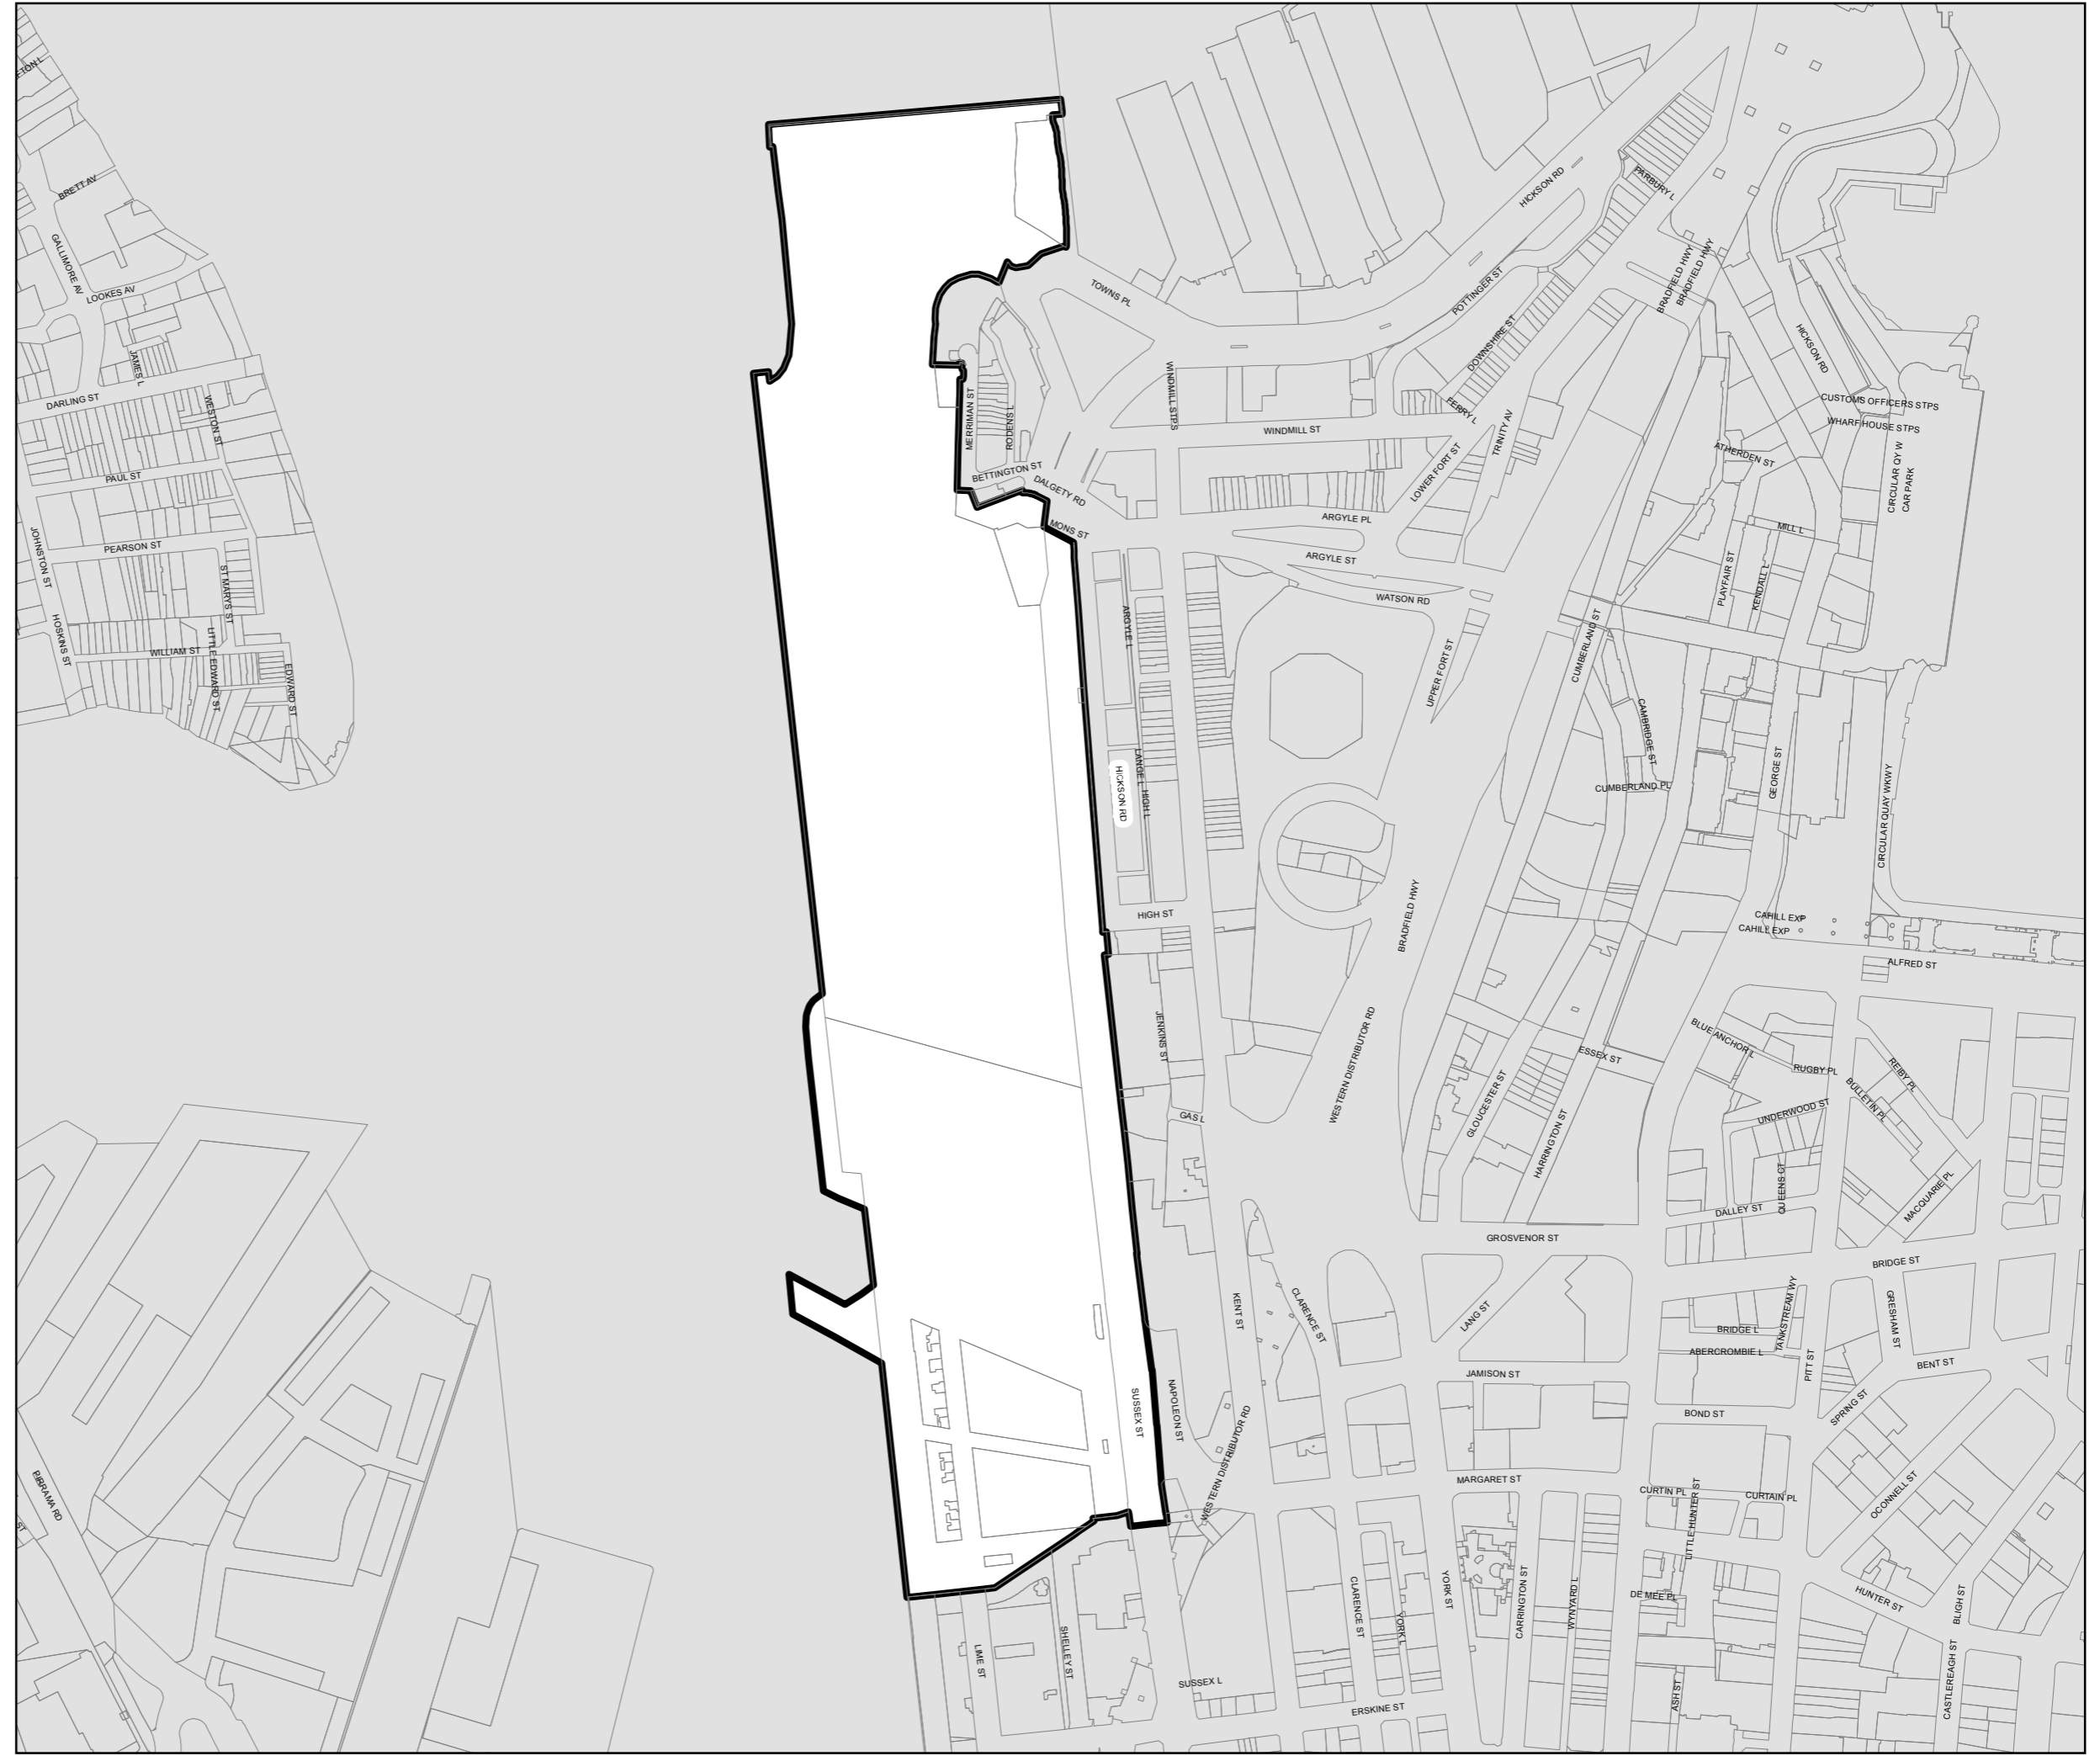 BRETT AV
GALLIMORE AV
LOOKES AV
JAMES L
DARLING ST
WESTON ST
PAUL ST
JOHNSTON ST
PEARSON ST
ST MARYS ST
HOSKINS ST
WILLIAM ST
LITTLE EDWARD ST
EDWARD ST
HICKSON RD
PARBURY L
BRADFIELD HWY
BRADFIELD HWY
TOWNS PL
POTTINGER ST
DOWNSHIRE ST
HICKSON RD
WINDMILL STPS
FERRY L
TRINITY AV
CUSTOMS OFFICERS STPS
WHARF HOUSE STPS
MERRIMAN ST
RODENS L
WINDMILL ST
ATHERDEN ST
CIRCULAR QY W
CAR PARK
BETTINGTON ST
DALGETY RD
LOWER FORT ST
ARGYLE PL
MONS ST
MILL L
ARGYLE ST
PLAYFAIR ST
KENDALL L
WATSON RD
ARGYLE L
CUMBERLAND ST
UPPER FORT ST
CAMBRIDGE ST
LANGE L
HICKSON RD
HIGH L
CUMBERLAND PL
GEORGE ST
CIRCULAR QUAY WKWY
HIGH ST
BRADFIELD HWY
CAHILL EXP
CAHILL EXP
ALFRED ST
JENKINS ST
WESTERN DISTRIBUTOR RD
BLUE ANCHOR L
ESSEX ST
RUGBY PL
REIBY PL
BULLETIN PL
GAS L
GLOUCESTER ST
UNDERWOOD ST
HARRINGTON ST
QUEENS CT
MACQUARIE PL
DALLEY ST
GROSVENOR ST
BRIDGE ST
KENT ST
CLARENCE ST
LANG ST
TANKSTREAM WY
GRESHAM ST
BRIDGE L
ABERCROMBIE L
PITT ST
BENT ST
JAMISON ST
SUSSEX ST
NAPOLEON ST
BOND ST
SPRING ST
WESTERN DISTRIBUTOR RD
MARGARET ST
CURTIN PL
CURTAIN PL
LITTLE HUNTER ST
OCONNELL ST
PIRRAMA RD
ST
CLARENCE ST
YORK L
YORK ST
CARRINGTON ST
WYNYARD L
DE MEE PL
HUNTER ST
BLIGH ST
LIME ST
SHELLEY ST
SUSSEX L
ERSKINE ST
ASH ST
CASTLEREAGH ST